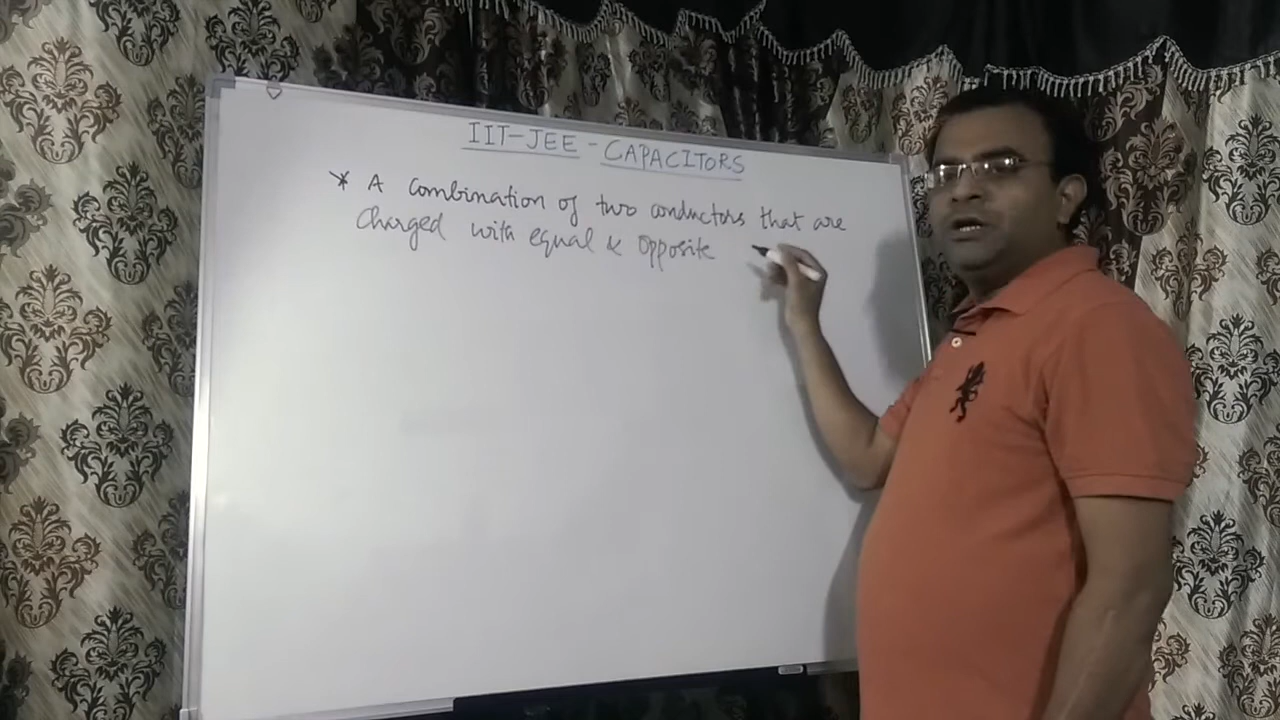 IIT-JEE - CAPACITORS
* A combination of two conductors that are
charged with equal & opposite